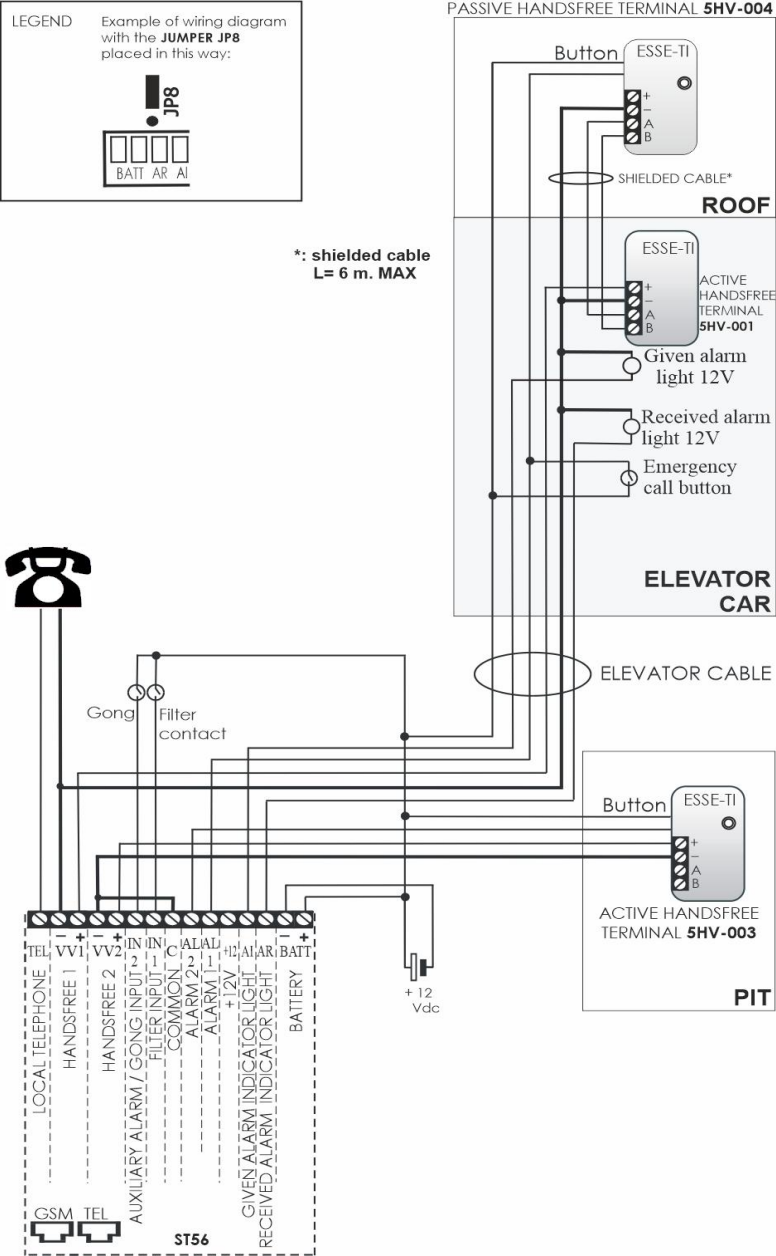 LEGEND
Example of wiring diagram
with the JUMPER JP8
placed in this way:
JP8
BATT AR AI
PASSIVE HANDSFREE TERMINAL 5HV-004
Button
ESSE-TI
+
−
A
B
SHIELDED CABLE*
ROOF
*: shielded cable
L= 6 m. MAX
ESSE-TI
+
−
A
B
ACTIVE
HANDSFREE
TERMINAL
5HV-001
Given alarm
light 12V
Received alarm
light 12V
Emergency
call button
ELEVATOR
CAR
ELEVATOR CABLE
Gong
Filter
contact
Button
ESSE-TI
+
−
A
B
ACTIVE HANDSFREE
TERMINAL 5HV-003
PIT
+ 12
Vdc
TEL
− +
VV1
− +
VV2
IN
2
IN
1
C
AL
2
AL
1
+12
AI
AR
− +
BATT
LOCAL TELEPHONE
HANDSFREE 1
HANDSFREE 2
AUXILIARY ALARM / GONG INPUT
FILTER INPUT
COMMON
ALARM 2
ALARM 1
+12V
GIVEN ALARM INDICATOR LIGHT
RECEIVED ALARM INDICATOR LIGHT
BATTERY
GSM TEL
ST56